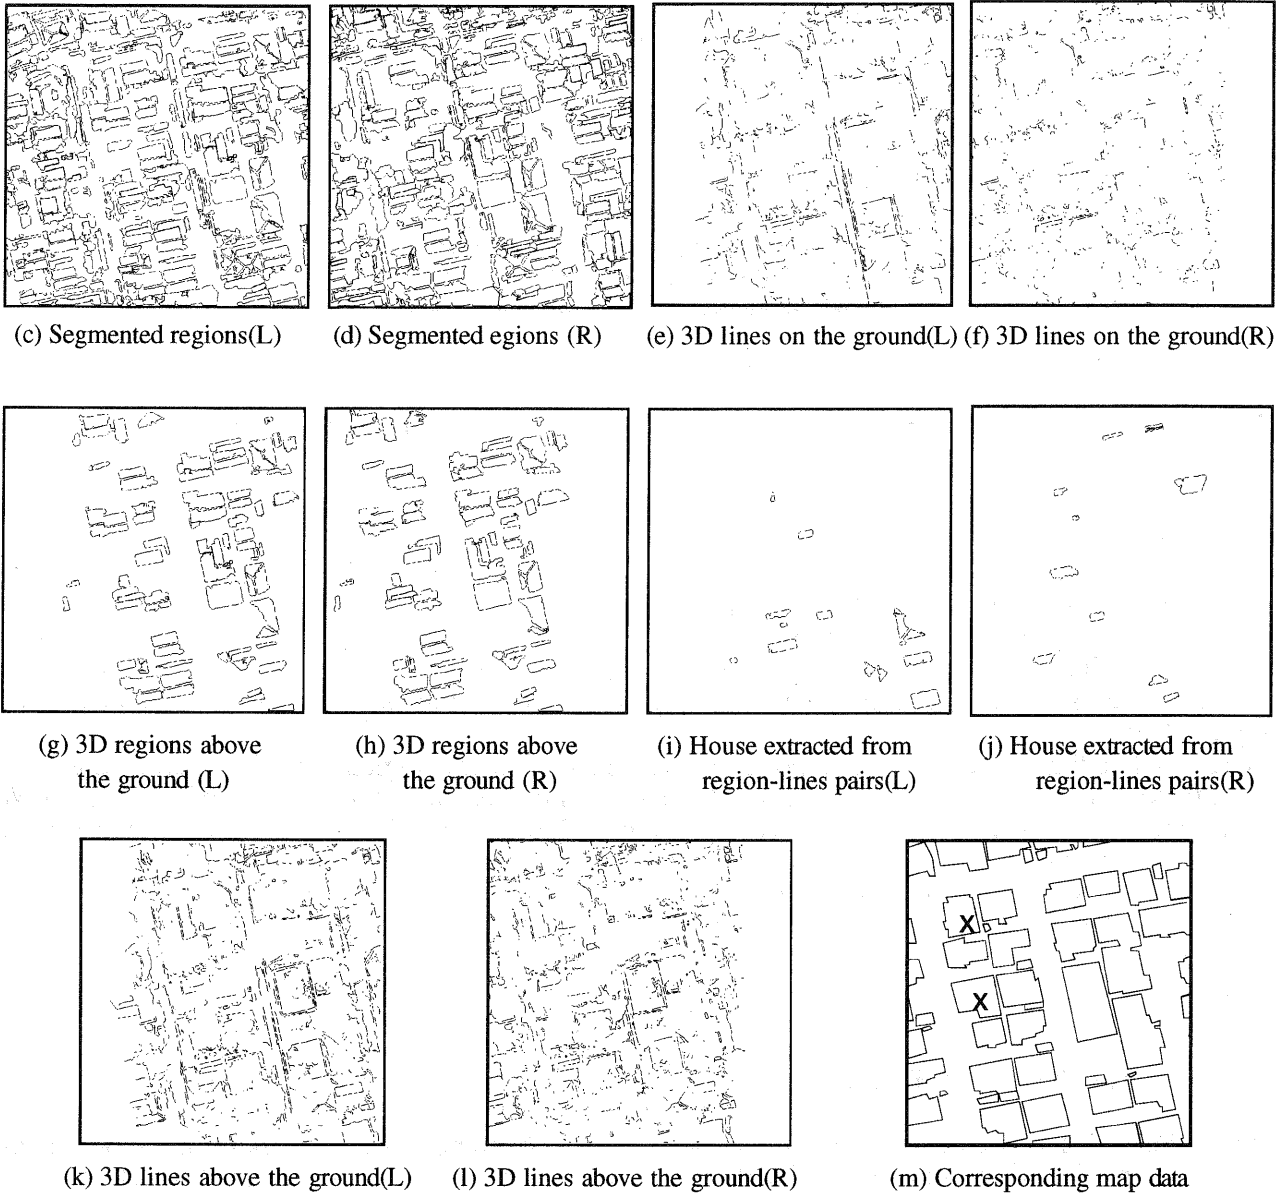 (c) Segmented regions(L)
(d) Segmented egions (R)
(e) 3D lines on the ground(L)
(f) 3D lines on the ground(R)
(g) 3D regions above
the ground (L)
(h) 3D regions above
the ground (R)
(i) House extracted from
region-lines pairs(L)
(j) House extracted from
region-lines pairs(R)
X
X
(k) 3D lines above the ground(L)
(l) 3D lines above the ground(R)
(m) Corresponding map data